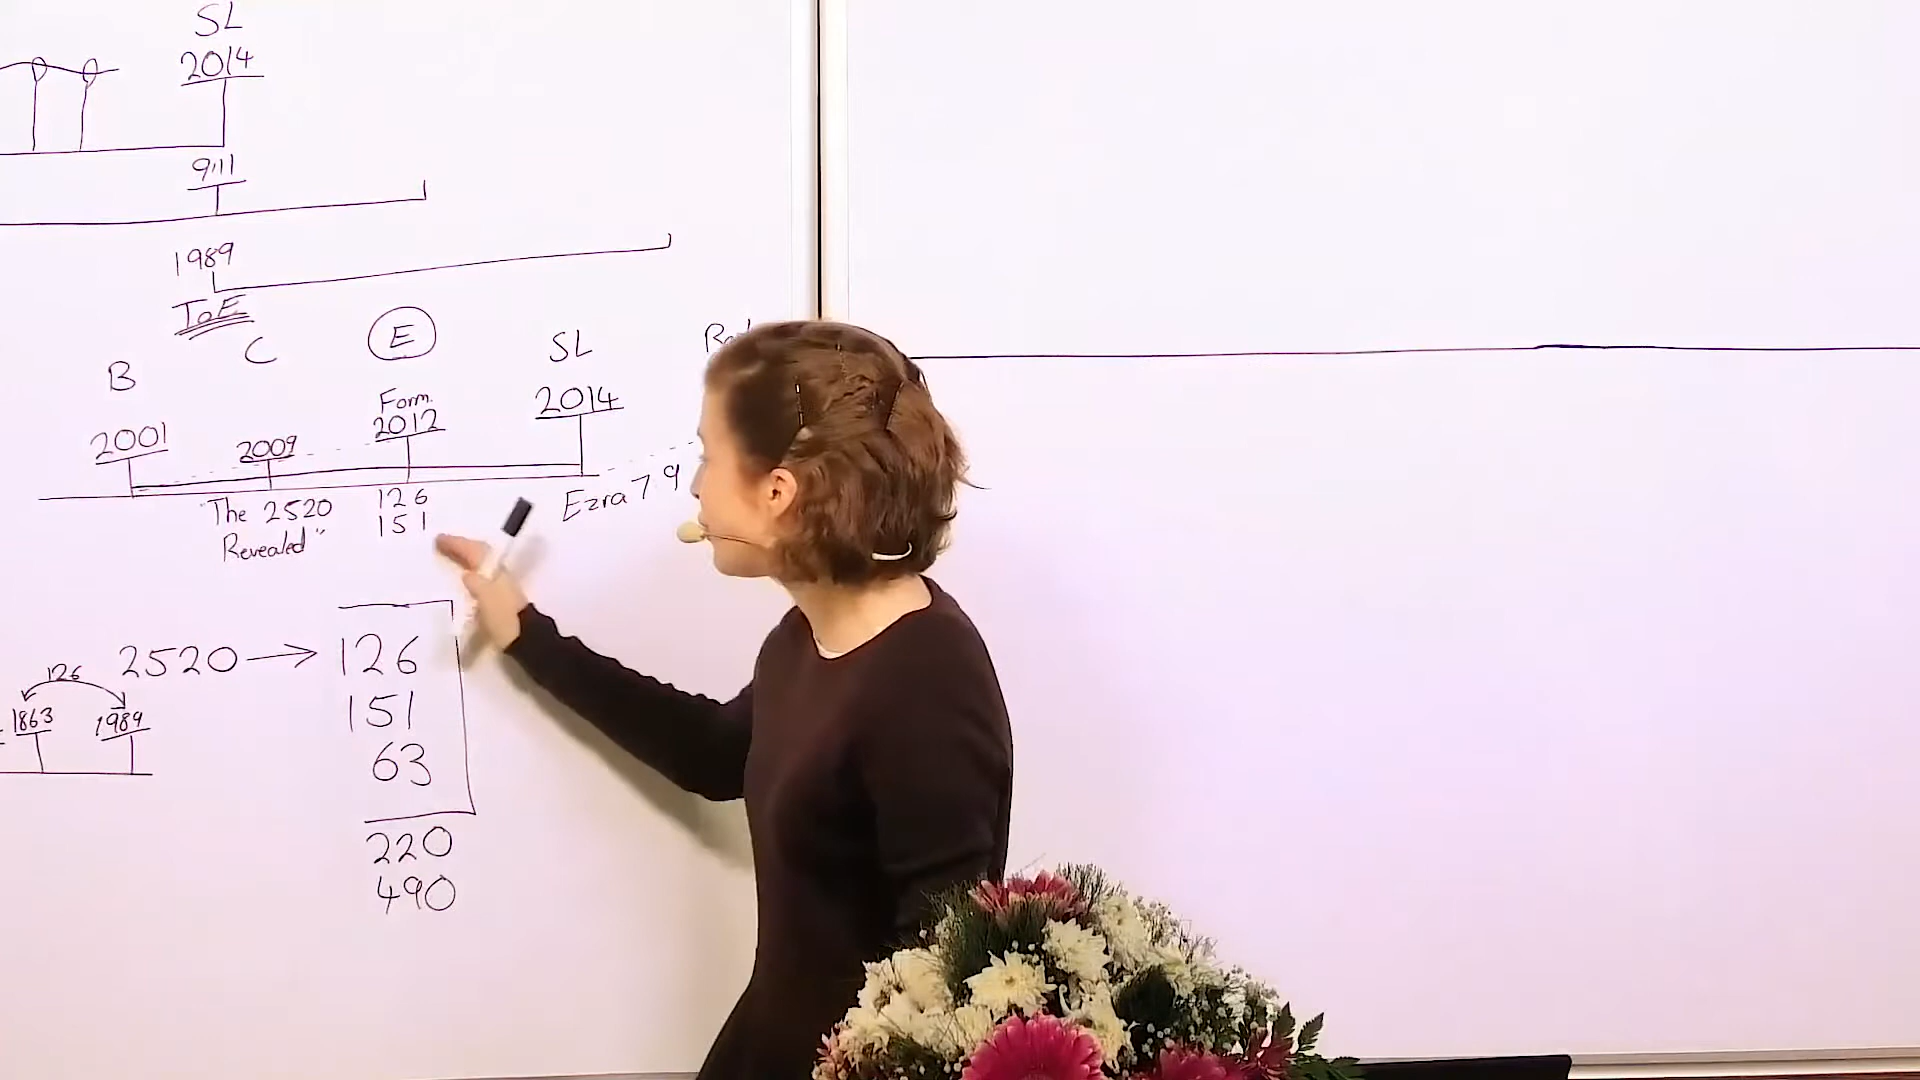 SL
2014
9.11
1989
ToE
B
C
E
SL
Form.
2001
2009
2012
2014
"The 2520
Revealed"
126
151
Ezra 7 9
2520 → 126
151
63
220
490
126
1863
1989